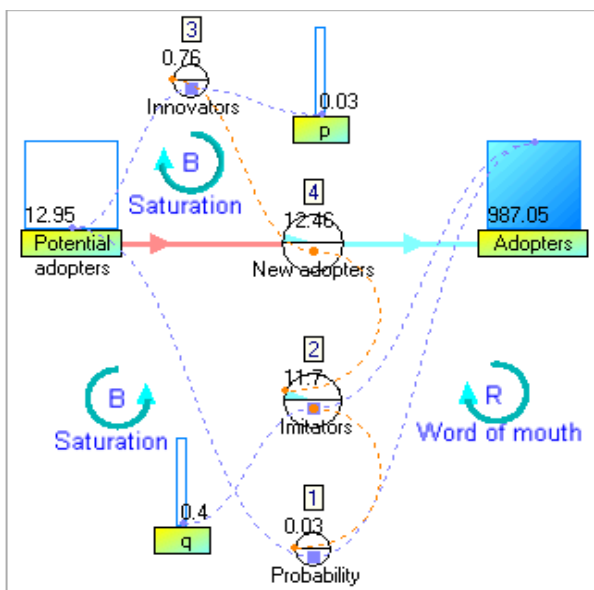 3
0.76
Innovators
0.03
p
B
Saturation
12.95
Potential
adopters
4
12.46
New adopters
987.05
Adopters
2
11.7
Imitators
B
Saturation
R
Word of mouth
0.4
q
1
0.03
Probability